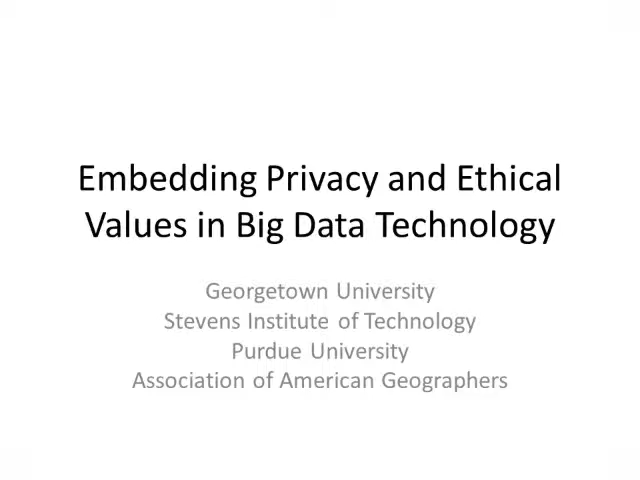 Embedding Privacy and Ethical
Values in Big Data Technology
Georgetown University
Stevens Institute of Technology
Purdue University
Association of American Geographers